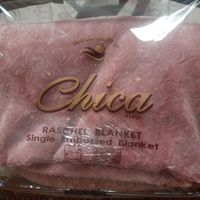 Chica
RASCHEL BLANKET
Single Embossed Blanket